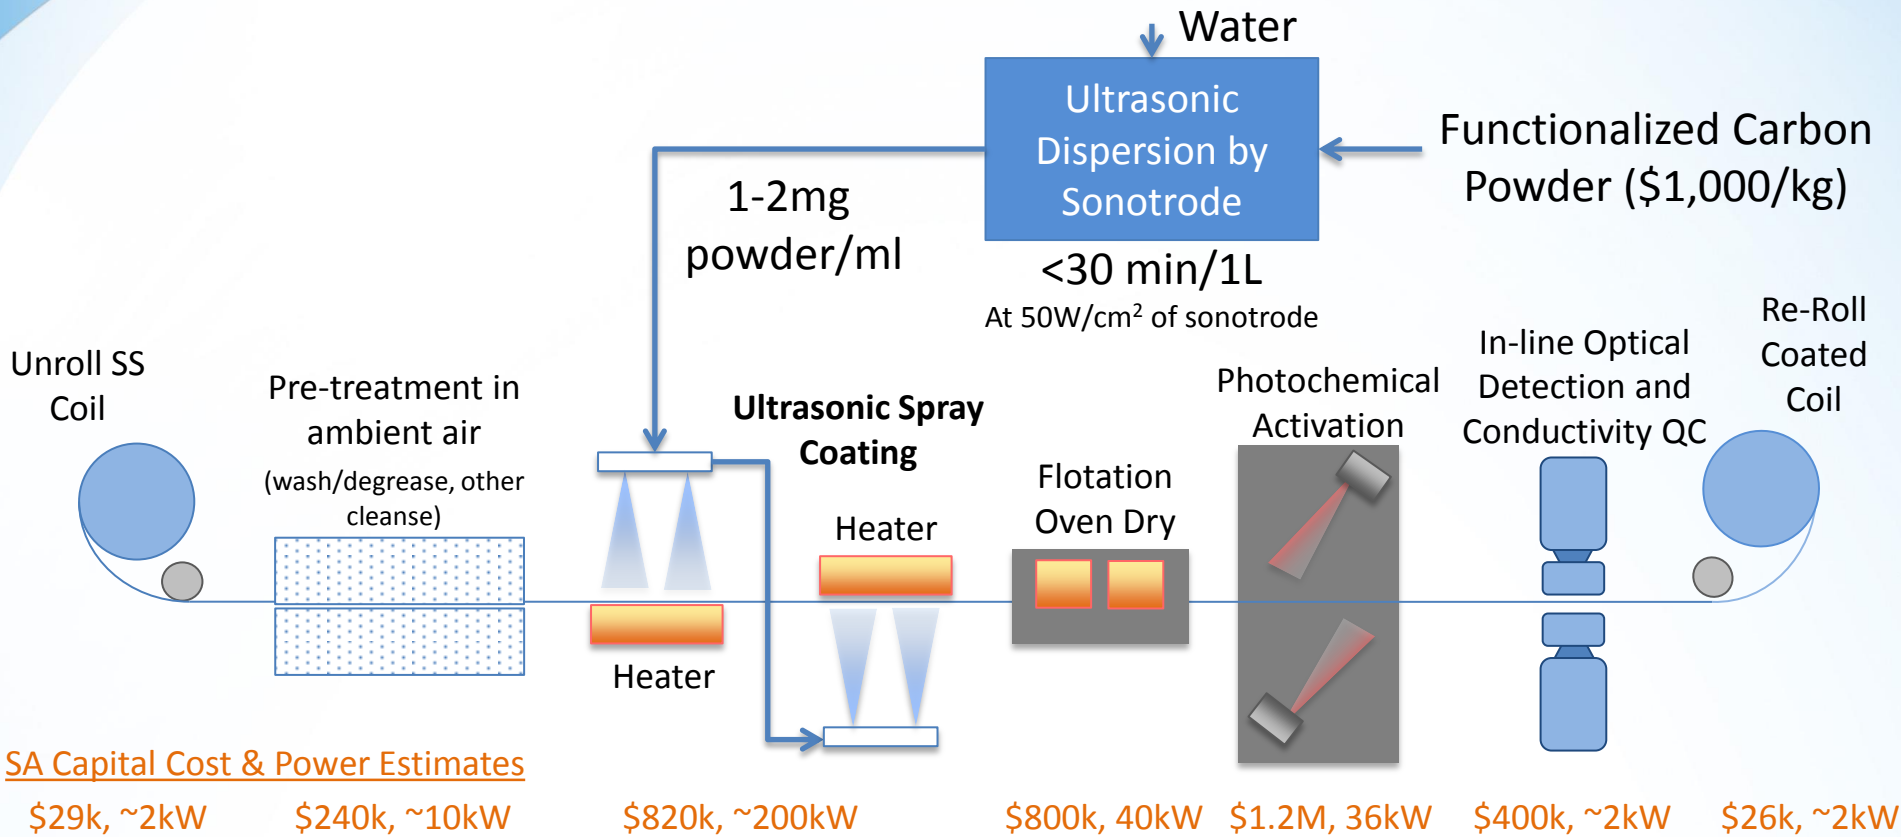 Water
Ultrasonic
Dispersion by
Sonotrode
Functionalized Carbon
Powder ($1,000/kg)
1-2mg
powder/ml
<30 min/1L
At 50W/cm² of sonotrode
Unroll SS
Coil
Pre-treatment in
ambient air
(wash/degrease, other
cleanse)
Ultrasonic Spray
Coating
Heater
Heater
Flotation
Oven Dry
Photochemical
Activation
In-line Optical
Detection and
Conductivity QC
Re-Roll
Coated
Coil
SA Capital Cost & Power Estimates
$29k, ~2kW
$240k, ~10kW
$820k, ~200kW
$800k, 40kW
$1.2M, 36kW
$400k, ~2kW
$26k, ~2kW